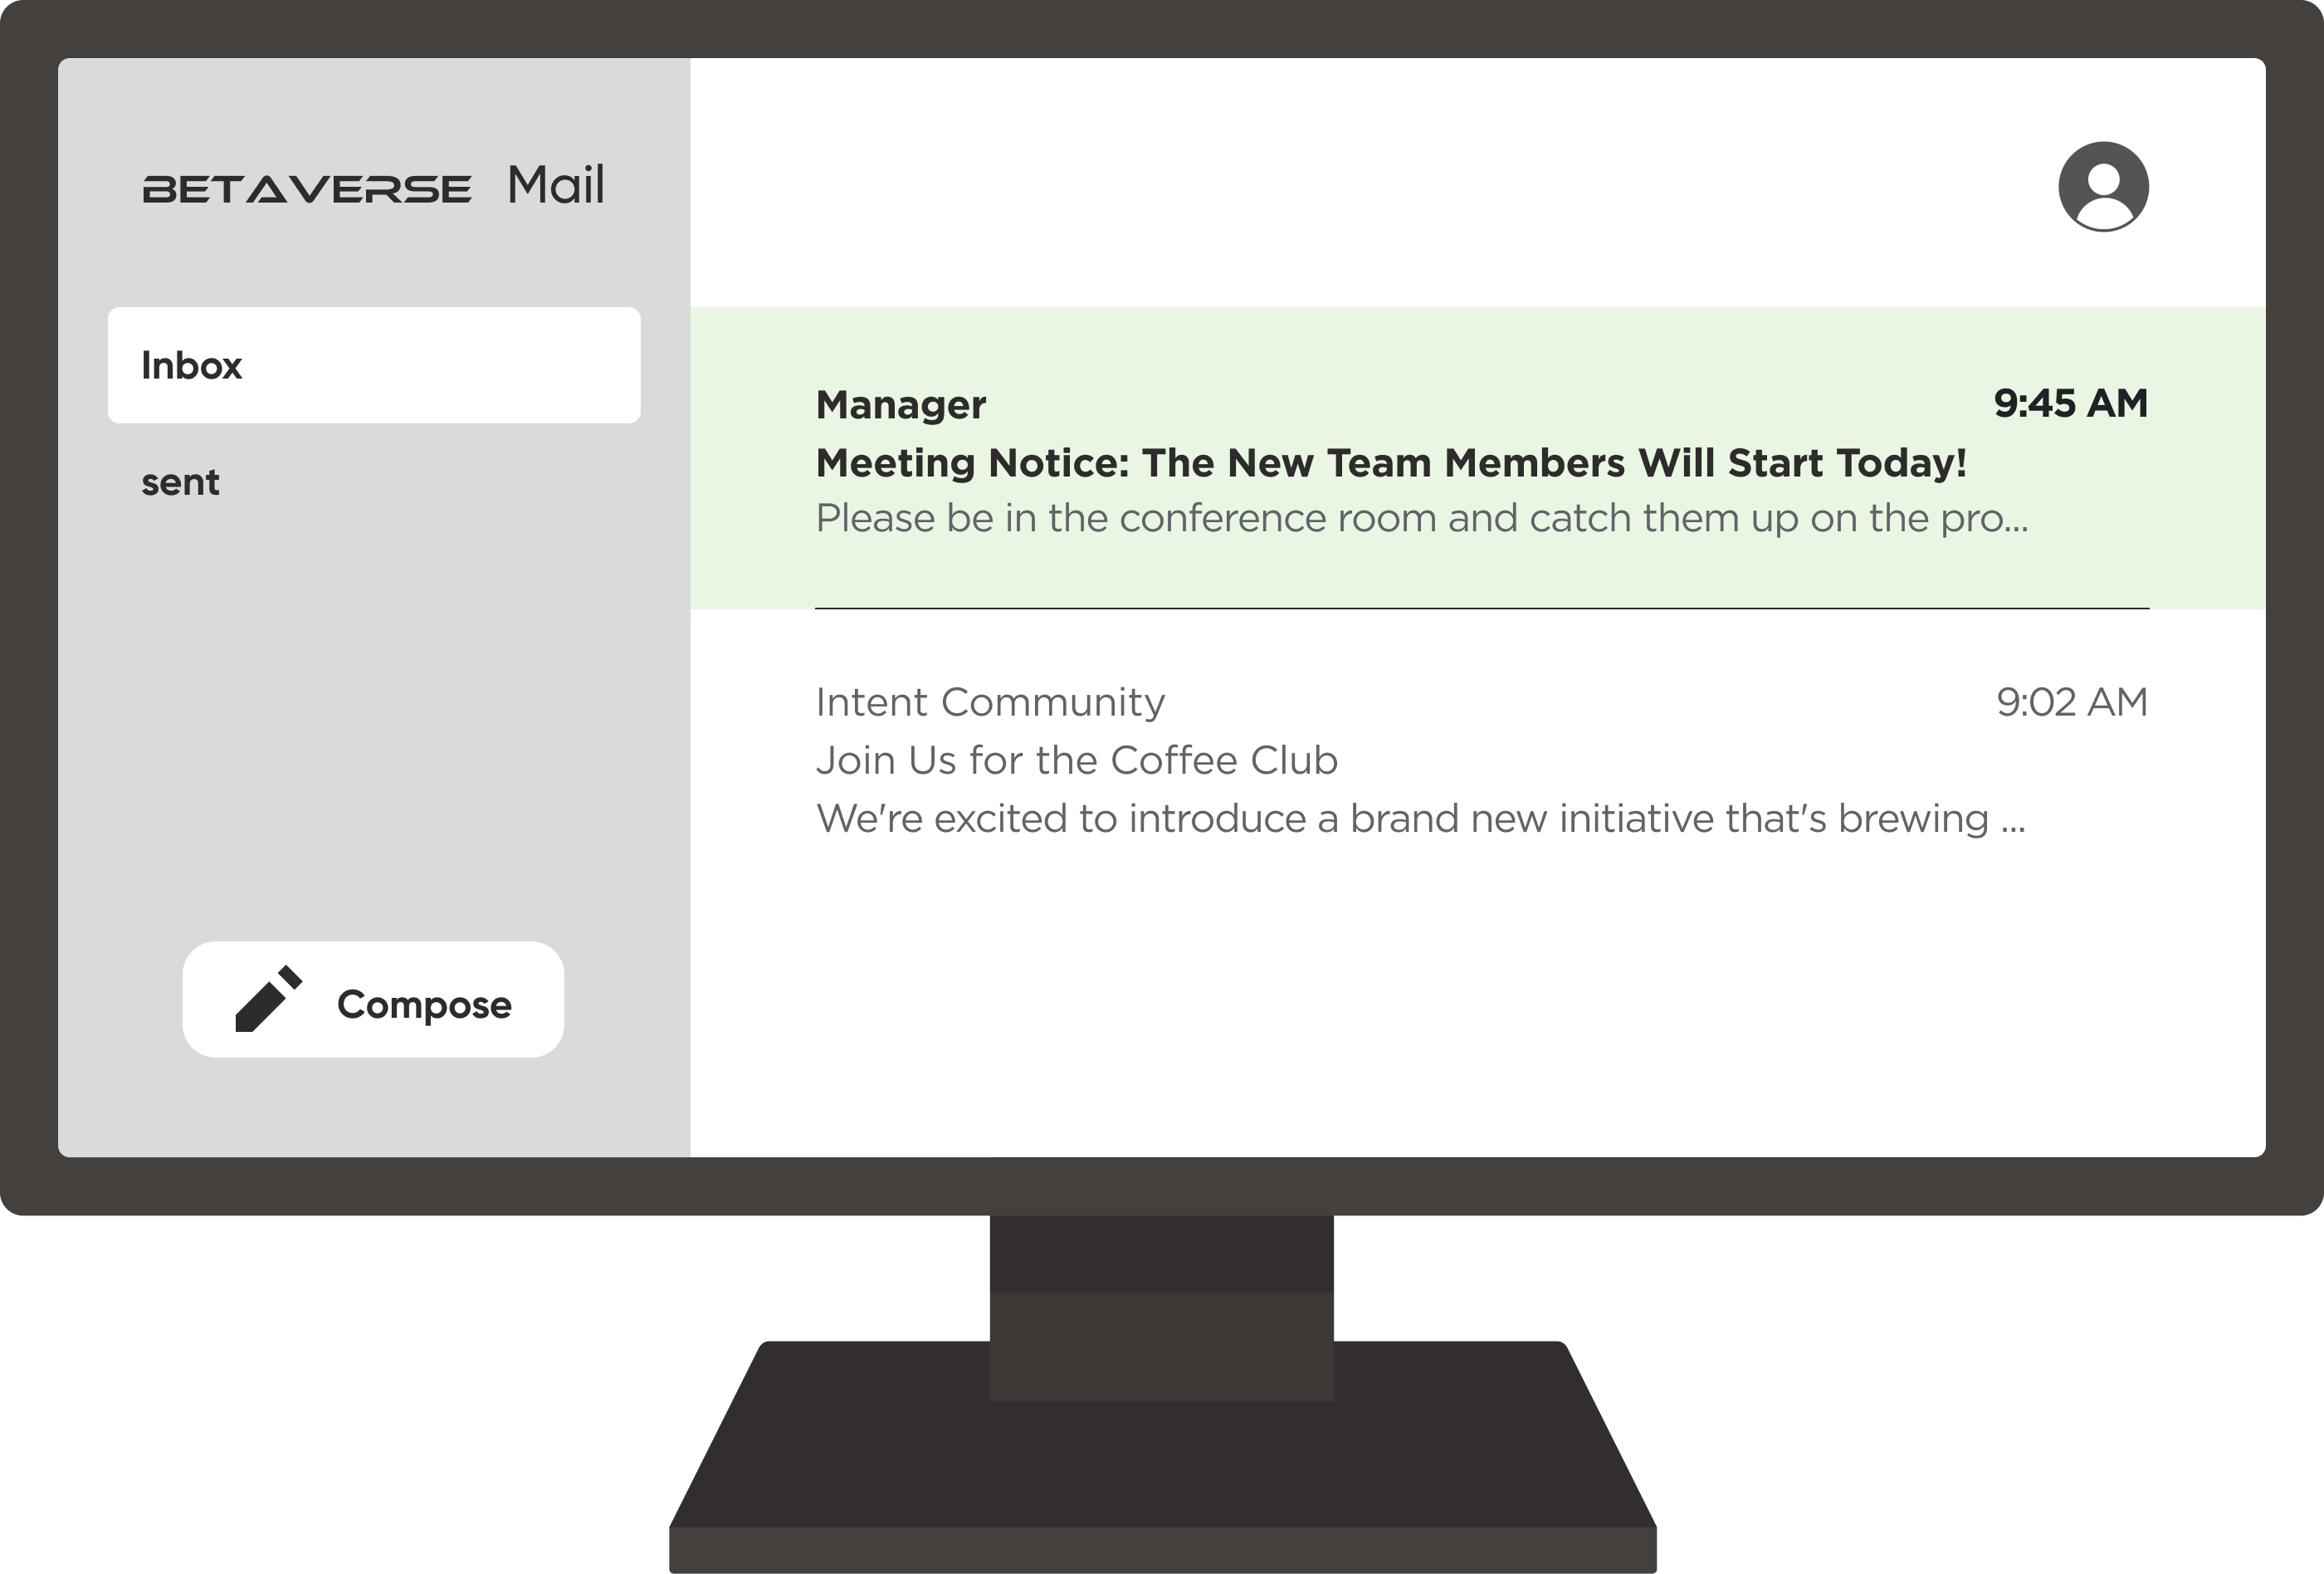 BETAVERSE Mail
Inbox
sent
Compose
Manager 9:45 AM
Meeting Notice: The New Team Members Will Start Today!
Please be in the conference room and catch them up on the pro...
Intent Community 9:02 AM
Join Us for the Coffee Club
We're excited to introduce a brand new initiative that's brewing ...